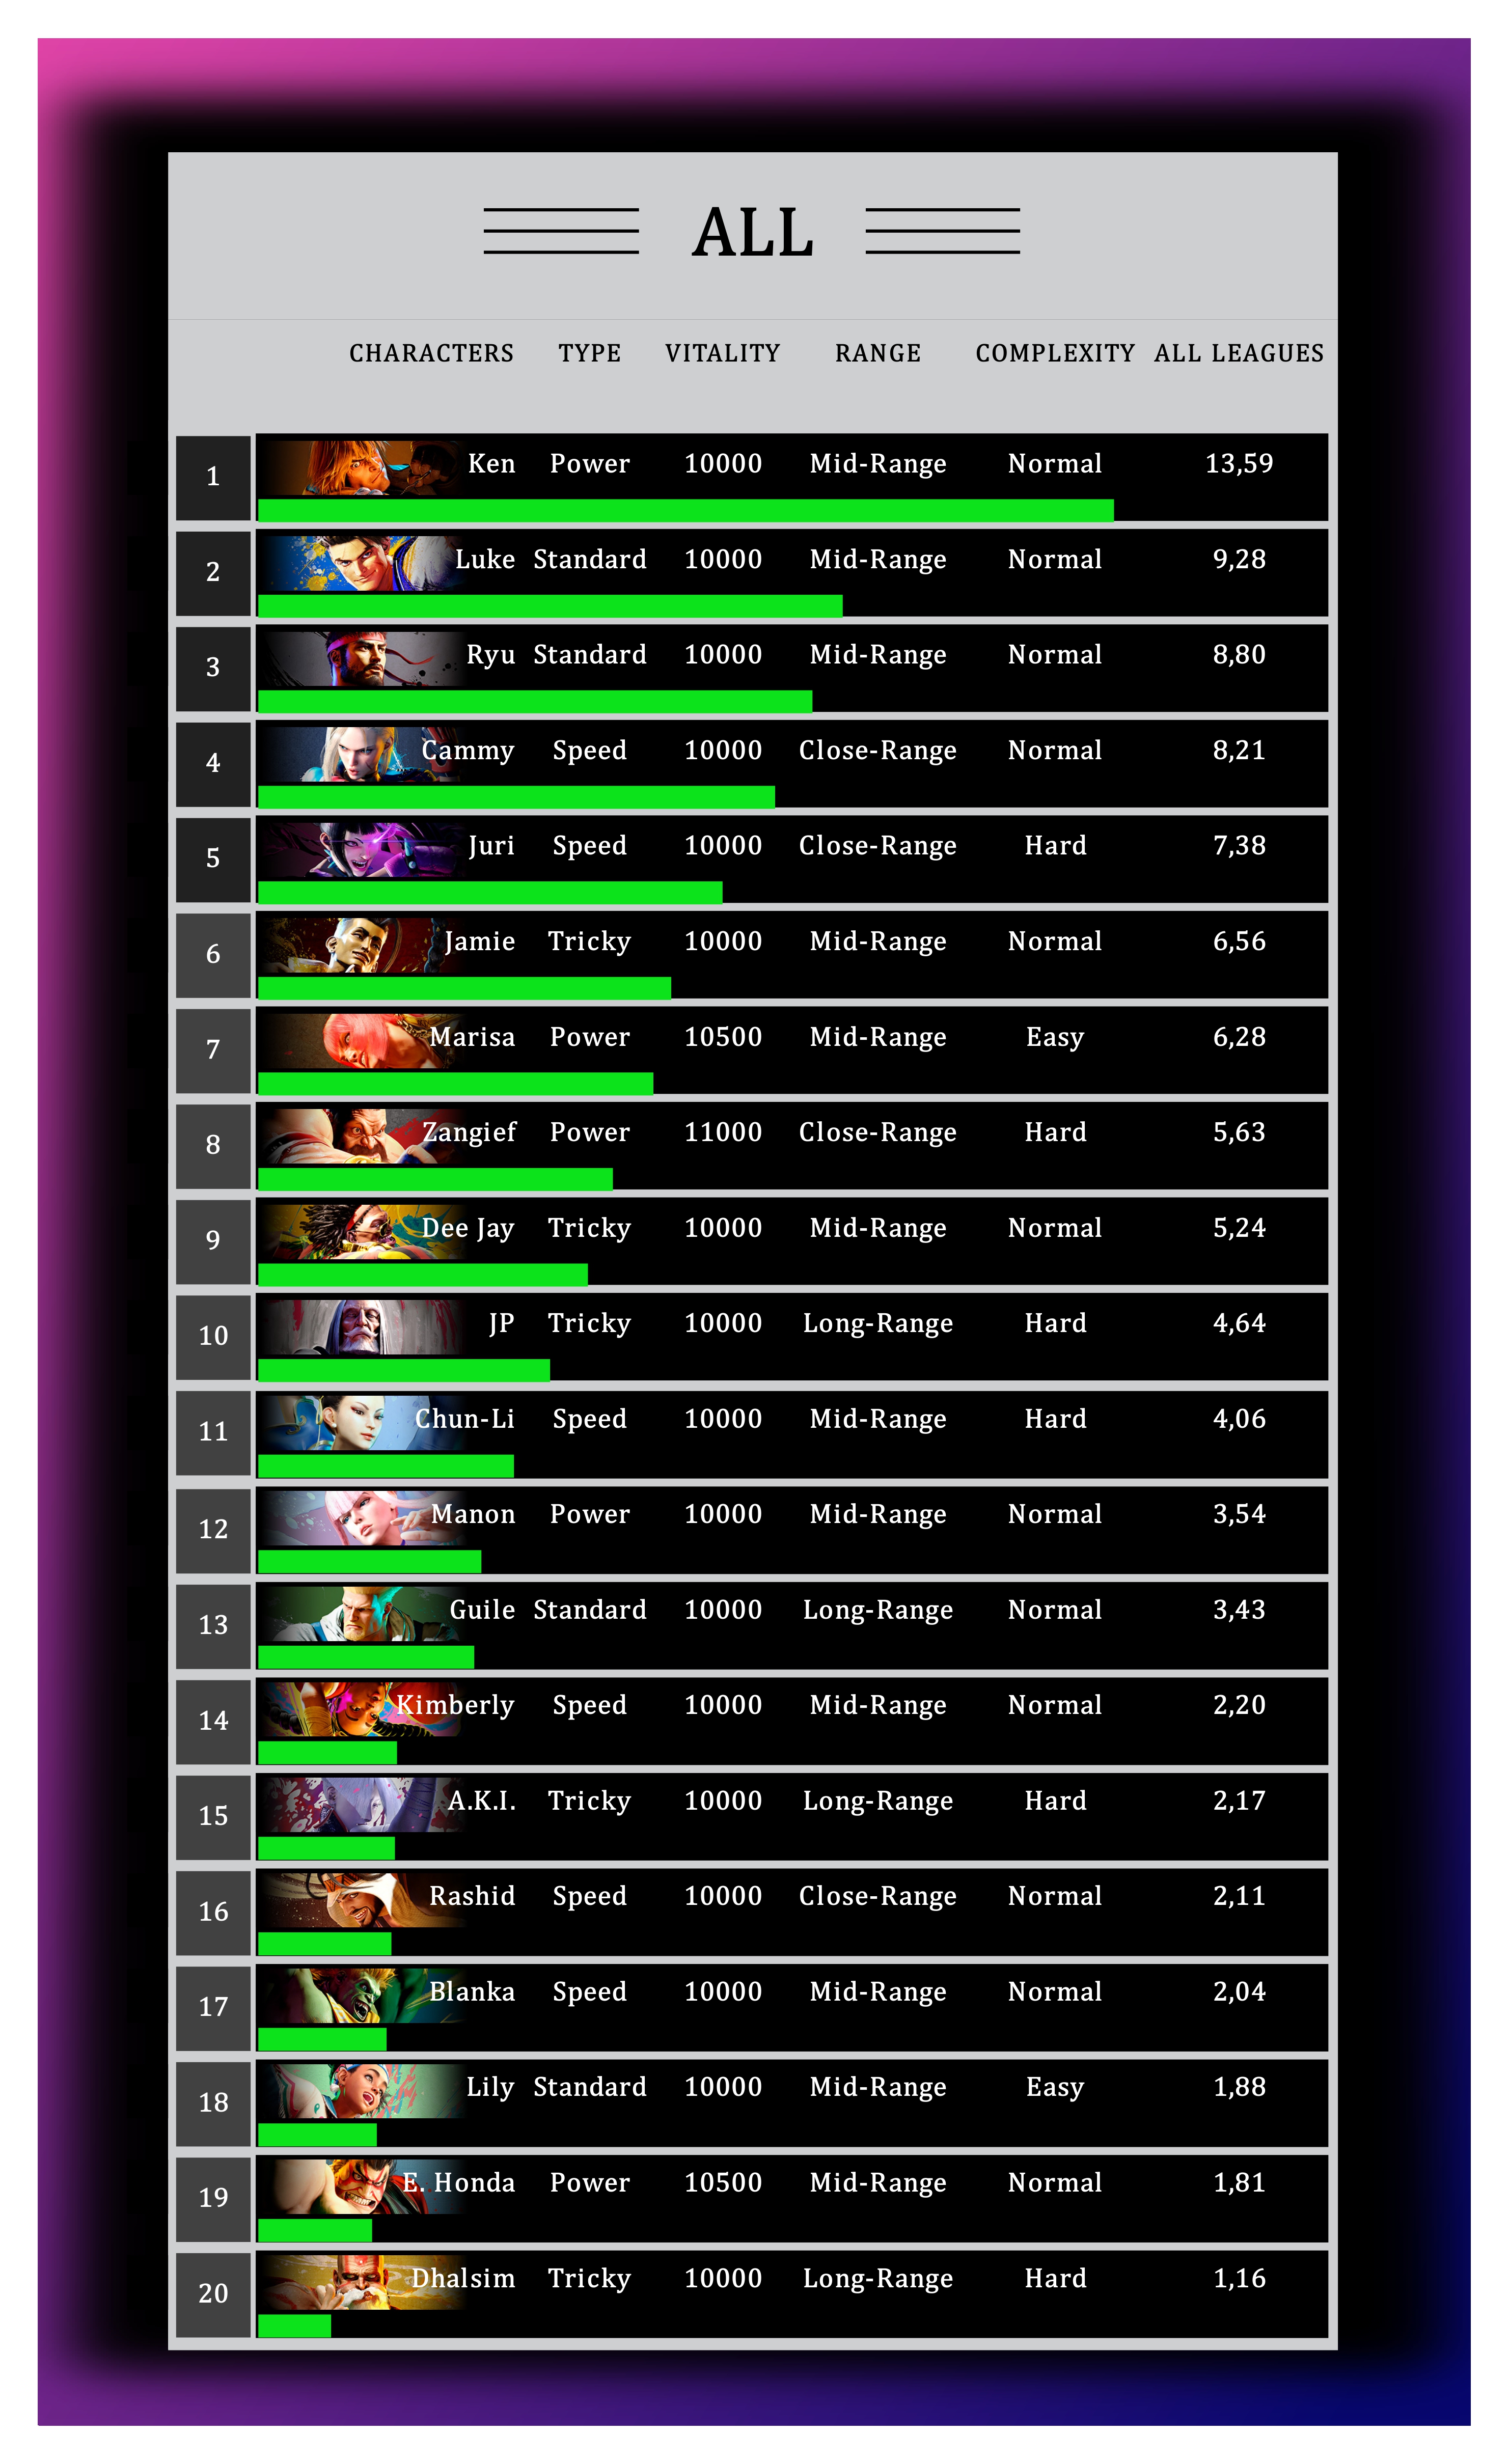 ALL
CHARACTERS TYPE VITALITY RANGE COMPLEXITY ALL LEAGUES
1 Ken Power 10000 Mid-Range Normal 13,59
2 Luke Standard 10000 Mid-Range Normal 9,28
3 Ryu Standard 10000 Mid-Range Normal 8,80
4 Cammy Speed 10000 Close-Range Normal 8,21
5 Juri Speed 10000 Close-Range Hard 7,38
6 Jamie Tricky 10000 Mid-Range Normal 6,56
7 Marisa Power 10500 Mid-Range Easy 6,28
8 Zangief Power 11000 Close-Range Hard 5,63
9 Dee Jay Tricky 10000 Mid-Range Normal 5,24
10 JP Tricky 10000 Long-Range Hard 4,64
11 Chun-Li Speed 10000 Mid-Range Hard 4,06
12 Manon Power 10000 Mid-Range Normal 3,54
13 Guile Standard 10000 Long-Range Normal 3,43
14 Kimberly Speed 10000 Mid-Range Normal 2,20
15 A.K.I. Tricky 10000 Long-Range Hard 2,17
16 Rashid Speed 10000 Close-Range Normal 2,11
17 Blanka Speed 10000 Mid-Range Normal 2,04
18 Lily Standard 10000 Mid-Range Easy 1,88
19 E. Honda Power 10500 Mid-Range Normal 1,81
20 Dhalsim Tricky 10000 Long-Range Hard 1,16